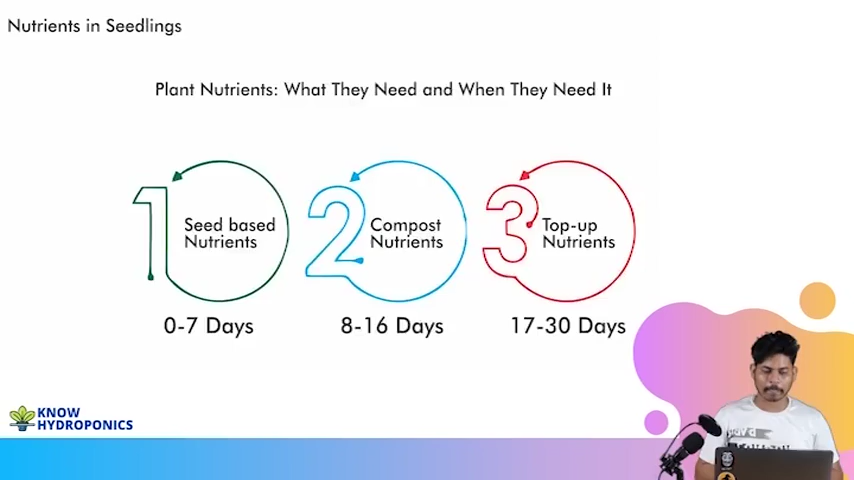 Nutrients in Seedlings
Plant Nutrients: What They Need and When They Need It
1
Seed based
Nutrients
0-7 Days
2
Compost
Nutrients
8-16 Days
3
Top-up
Nutrients
17-30 Days
KNOW
HYDROPONICS